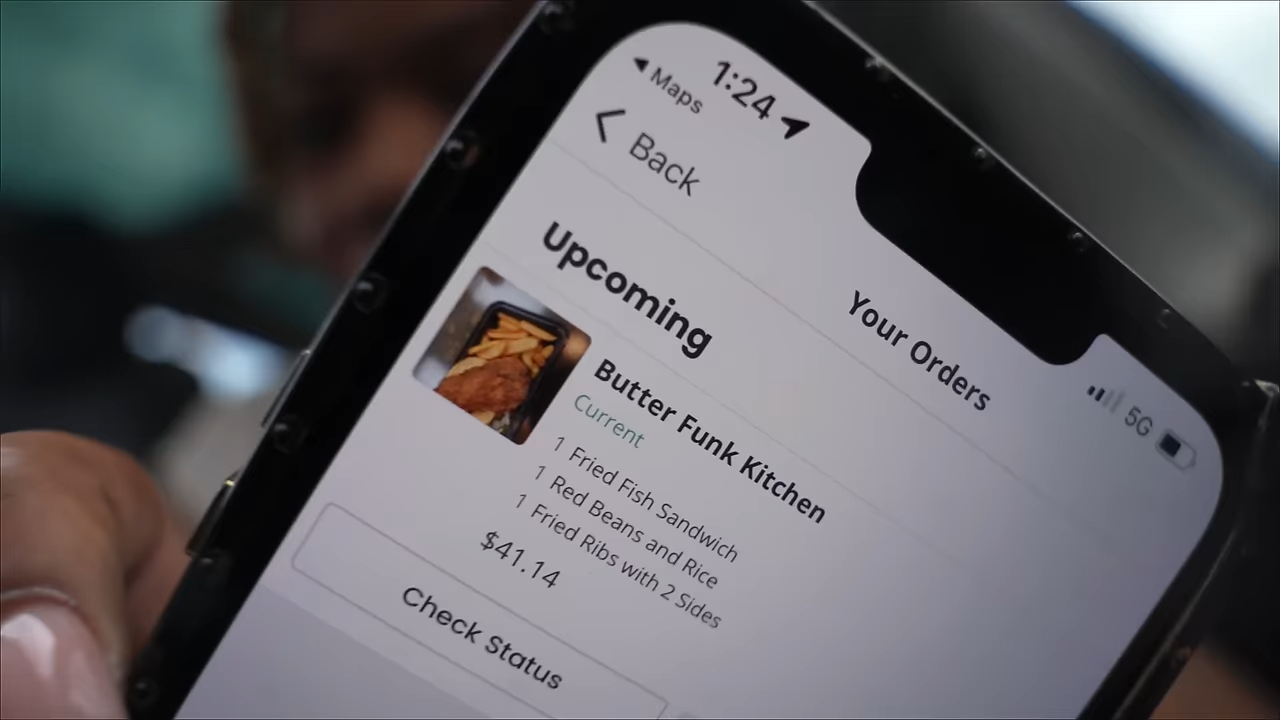 1:24
Maps
5G
Back
Your Orders
Upcoming
Butter Funk Kitchen
Current
1 Fried Fish Sandwich
1 Red Beans and Rice
1 Fried Ribs with 2 Sides
$41.14
Check Status